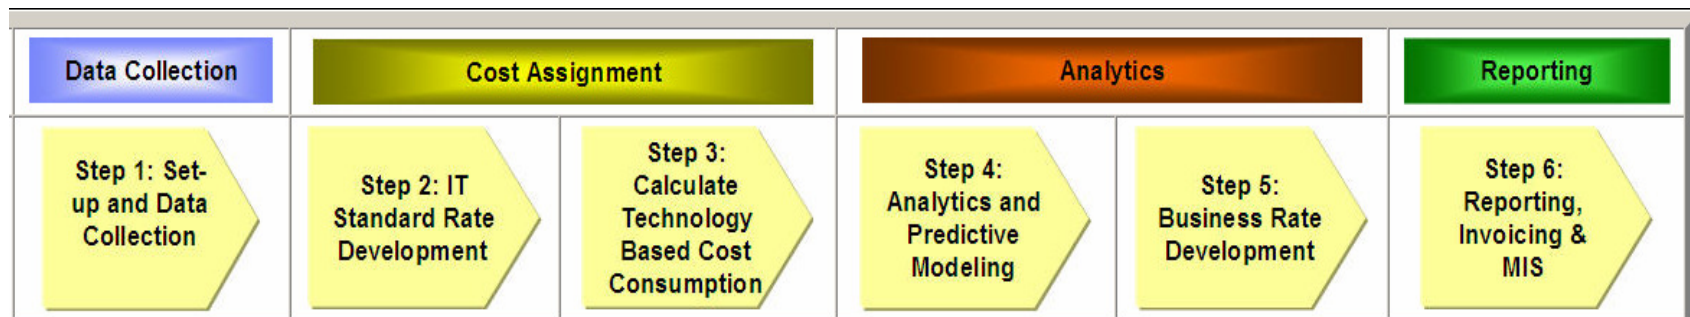 Data Collection
Cost Assignment
Analytics
Reporting
Step 1: Set-
up and Data
Collection
Step 2: IT
Standard Rate
Development
Step 3:
Calculate
Technology
Based Cost
Consumption
Step 4:
Analytics and
Predictive
Modeling
Step 5:
Business Rate
Development
Step 6:
Reporting,
Invoicing &
MIS